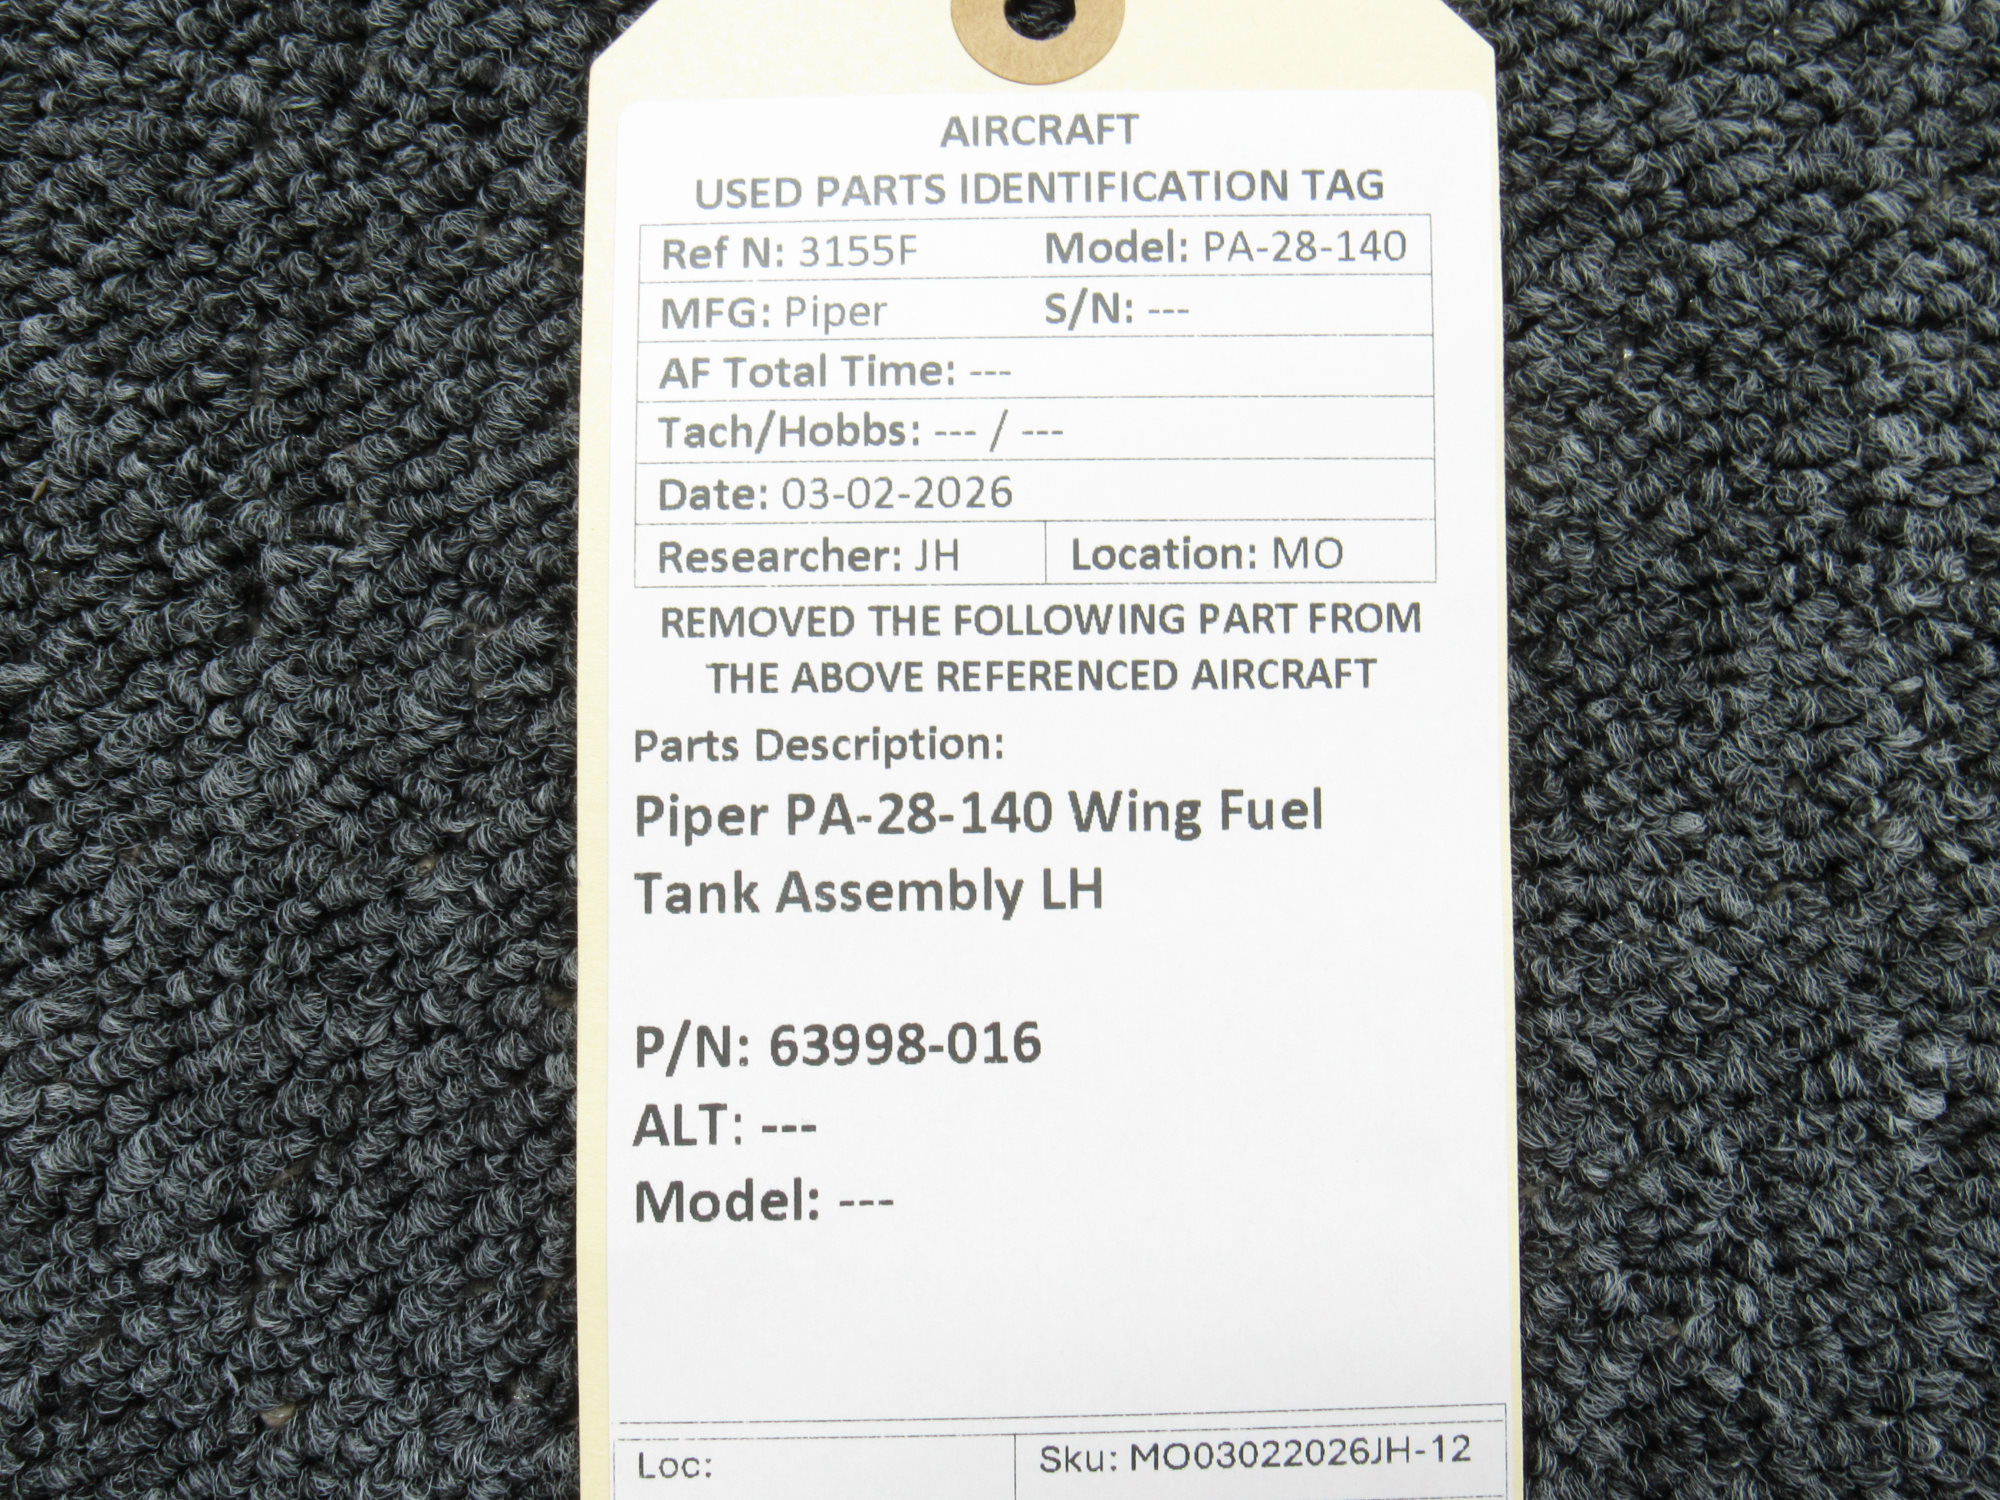 AIRCRAFT
USED PARTS IDENTIFICATION TAG
Ref N: 3155F Model: PA-28-140
MFG: Piper S/N: ---
AF Total Time: ---
Tach/Hobbs: --- / ---
Date: 03-02-2026
Researcher: JH Location: MO
REMOVED THE FOLLOWING PART FROM
THE ABOVE REFERENCED AIRCRAFT
Parts Description:
Piper PA-28-140 Wing Fuel
Tank Assembly LH
P/N: 63998-016
ALT: ---
Model: ---
Loc: Sku: MO03022026JH-12